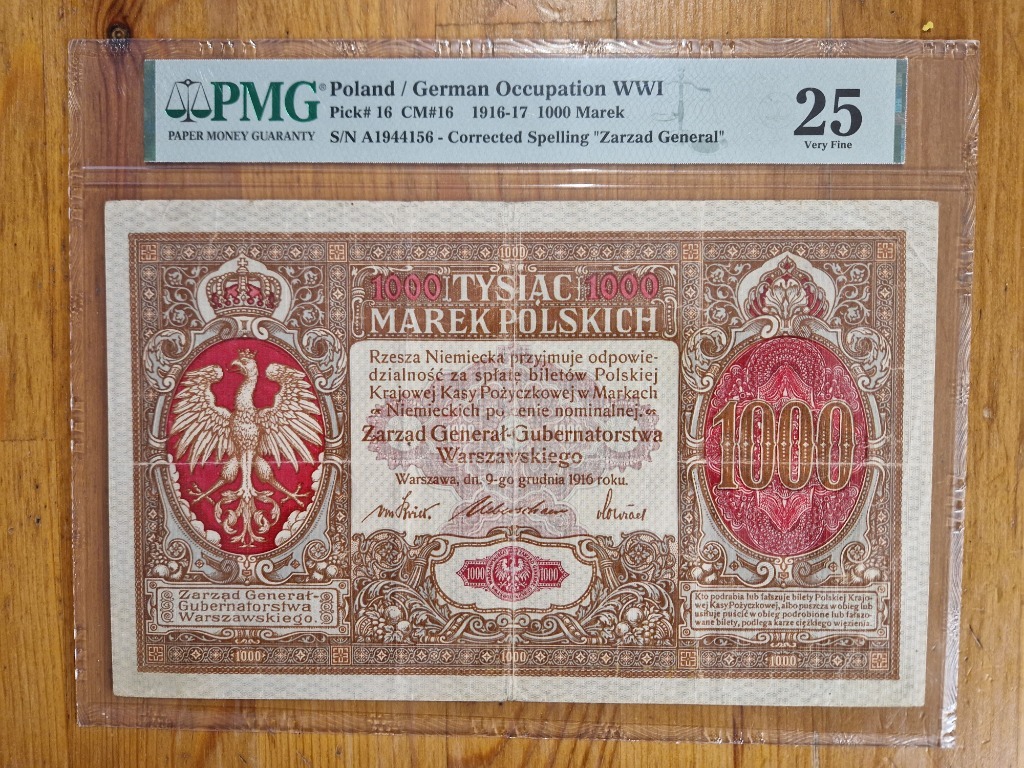 PMG
PAPER MONEY GUARANTY
Poland / German Occupation WWI
Pick# 16 CM#16 1916-17 1000 Marek
S/N A1944156 - Corrected Spelling "Zarzad General"
25
Very Fine
1000
1000 TYSIĄC 1000
MAREK POLSKICH
Rzesza Niemiecka przyjmuje odpowie-
dzialność za spłatę biletów Polskiej
Krajowej Kasy Pożyczkowej w Markach
Niemieckich po cenie nominalnej.
Zarząd Generał-Gubernatorstwa
Warszawskiego
Warszawa, dn. 9-go grudnia 1916 roku.
1000
1000 1000
Zarząd Generał-
Gubernatorstwa
Warszawskiego.
Kto podrabia lub fałszuje bilety Polskiej Krajo-
wej Kasy Pożyczkowej, albo puszcza w obieg lub
usiłuje puścić w obieg podrobione lub fałszo-
wane bilety, podlega karze ciężkiego więzienia.
1000 1000 1000